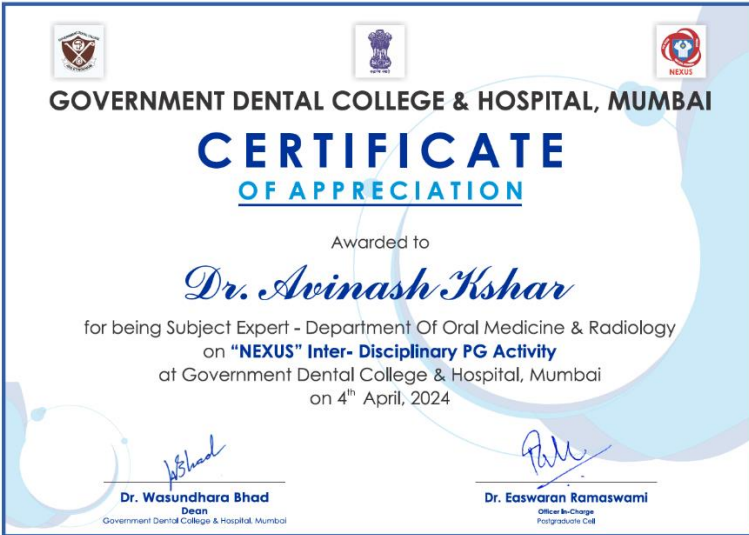 NEXUS
GOVERNMENT DENTAL COLLEGE & HOSPITAL, MUMBAI
CERTIFICATE
OF APPRECIATION
Awarded to
Dr. Avinash Kshar
for being Subject Expert - Department Of Oral Medicine & Radiology
on “NEXUS” Inter- Disciplinary PG Activity
at Government Dental College & Hospital, Mumbai
on 4th April, 2024
Dr. Wasundhara Bhad
Dean
Government Dental College & Hospital, Mumbai
Dr. Easwaran Ramaswami
Officer In-Charge
Postgraduate Cell